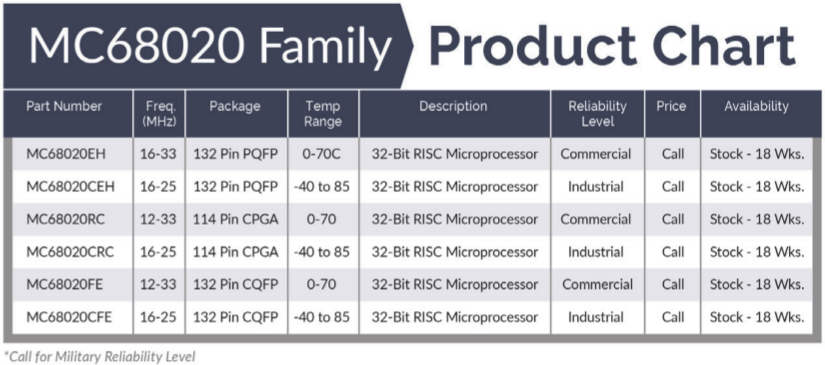 MC68020 Family Product Chart
Part Number Freq. (MHz) Package Temp Range Description Reliability Level Price Availability
MC68020EH 16-33 132 Pin PQFP 0-70C 32-Bit RISC Microprocessor Commercial Call Stock - 18 Wks.
MC68020CEH 16-25 132 Pin PQFP -40 to 85 32-Bit RISC Microprocessor Industrial Call Stock - 18 Wks.
MC68020RC 12-33 114 Pin CPGA 0-70 32-Bit RISC Microprocessor Commercial Call Stock - 18 Wks.
MC68020CRC 16-25 114 Pin CPGA -40 to 85 32-Bit RISC Microprocessor Industrial Call Stock - 18 Wks.
MC68020FE 12-33 132 Pin CQFP 0-70 32-Bit RISC Microprocessor Commercial Call Stock - 18 Wks.
MC68020CFE 16-25 132 Pin CQFP -40 to 85 32-Bit RISC Microprocessor Industrial Call Stock - 18 Wks.
*Call for Military Reliability Level